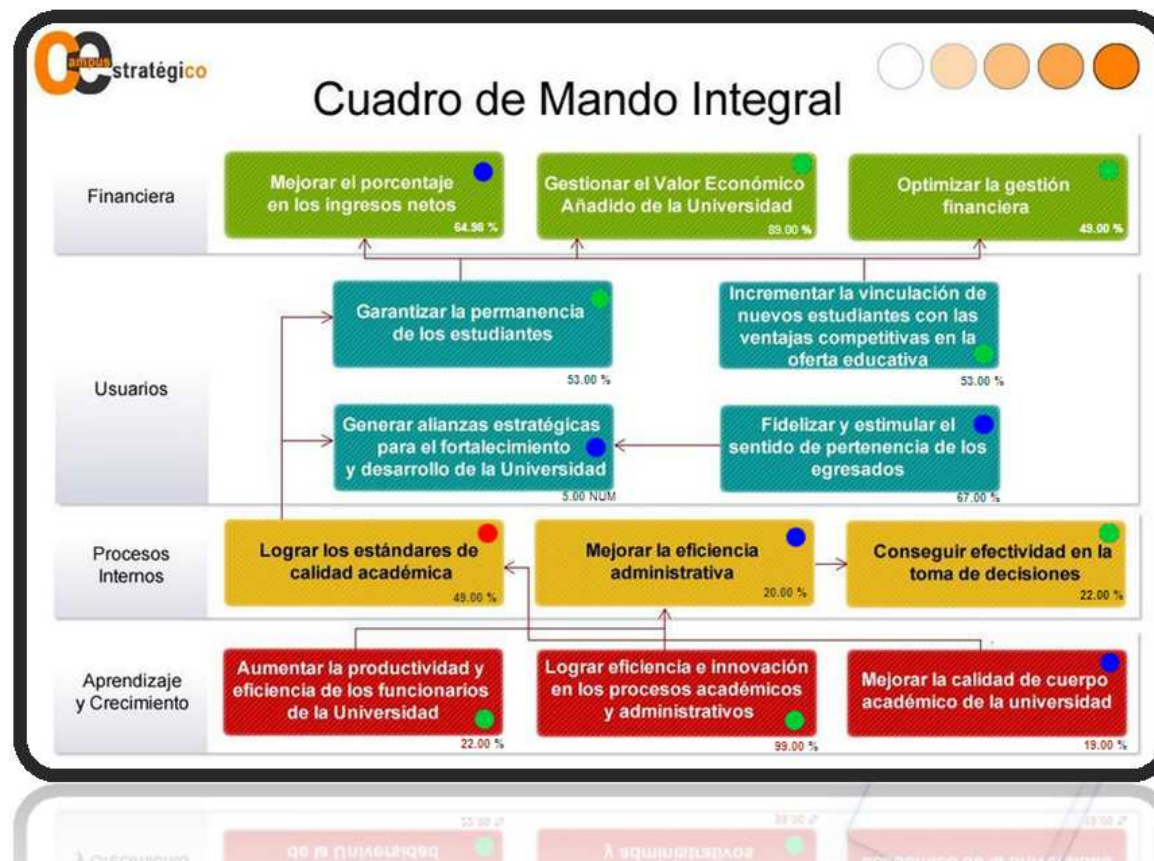 Campus estratégico
Cuadro de Mando Integral
Financiera
Mejorar el porcentaje
en los ingresos netos
64.98 %
Gestionar el Valor Económico
Añadido de la Universidad
89.00 %
Optimizar la gestión
financiera
49.00 %
Usuarios
Garantizar la permanencia
de los estudiantes
53.00 %
Incrementar la vinculación de
nuevos estudiantes con las
ventajas competitivas en la
oferta educativa
53.00 %
Generar alianzas estratégicas
para el fortalecimiento
y desarrollo de la Universidad
5.00 NUM
Fidelizar y estimular el
sentido de pertenencia de los
egresados
67.00 %
Procesos
Internos
Lograr los estándares de
calidad académica
49.00 %
Mejorar la eficiencia
administrativa
20.00 %
Conseguir efectividad en la
toma de decisiones
22.00 %
Aprendizaje
y Crecimiento
Aumentar la productividad y
eficiencia de los funcionarios
de la Universidad
22.00 %
Lograr eficiencia e innovación
en los procesos académicos
y administrativos
99.00 %
Mejorar la calidad de cuerpo
académico de la universidad
19.00 %